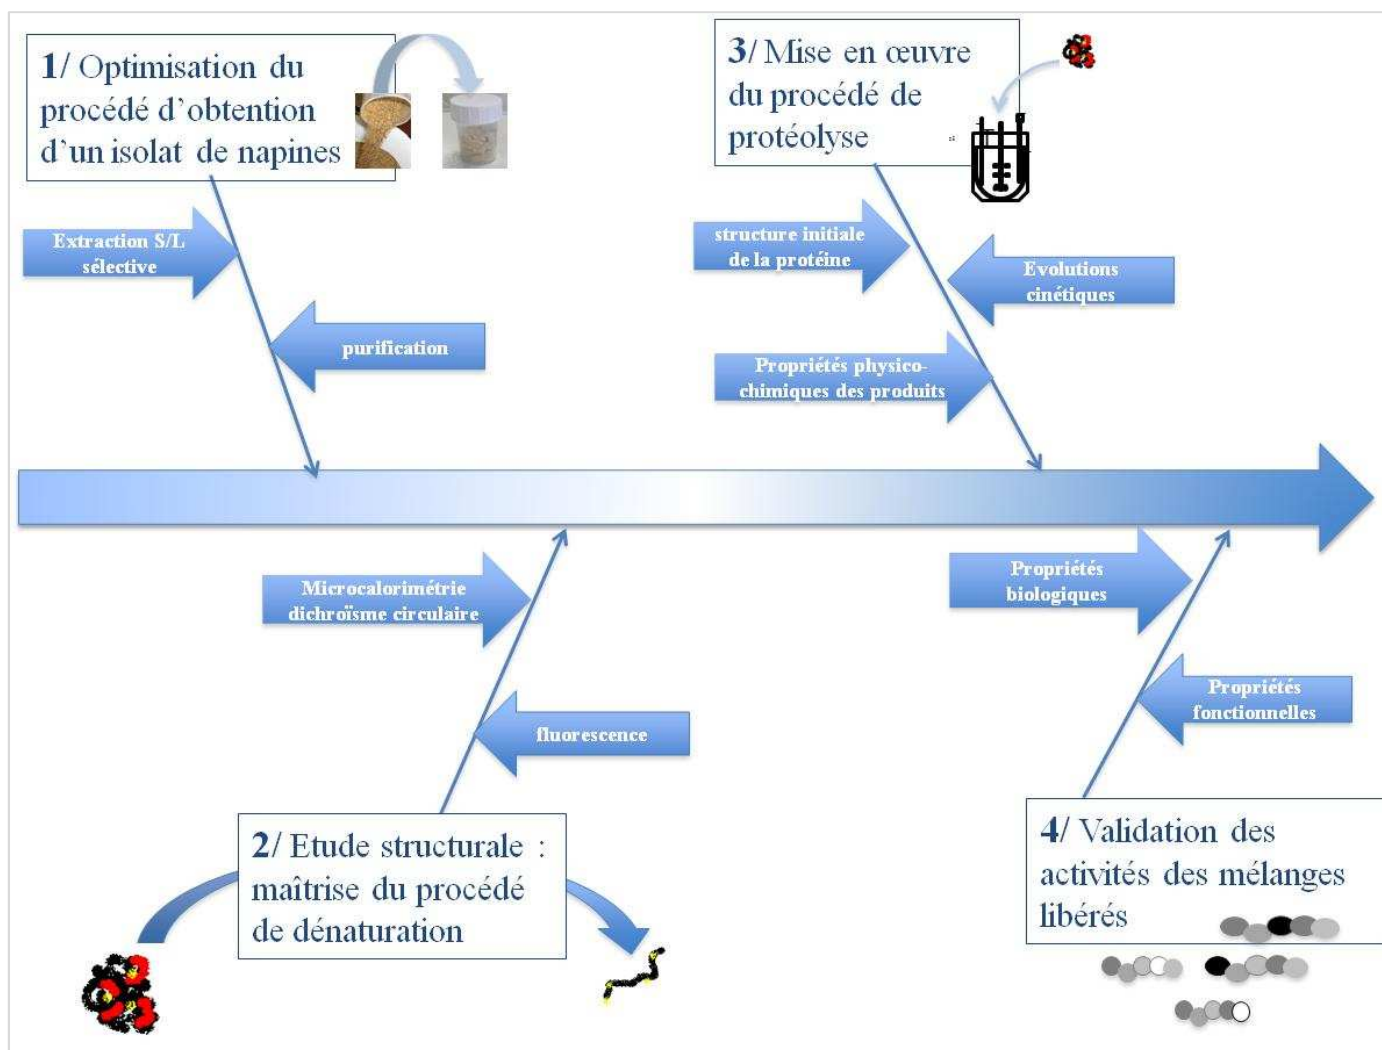 1/ Optimisation du
procédé d'obtention
d'un isolat de napines
Extraction S/L
sélective
purification
3/ Mise en œuvre
du procédé de
protéolyse
structure initiale
de la protéine
Evolutions
cinétiques
Propriétés physico-
chimiques des produits
Microcalorimétrie
dichroïsme circulaire
fluorescence
2/ Etude structurale :
maîtrise du procédé
de dénaturation
Propriétés
biologiques
Propriétés
fonctionnelles
4/ Validation des
activités des mélanges
libérés